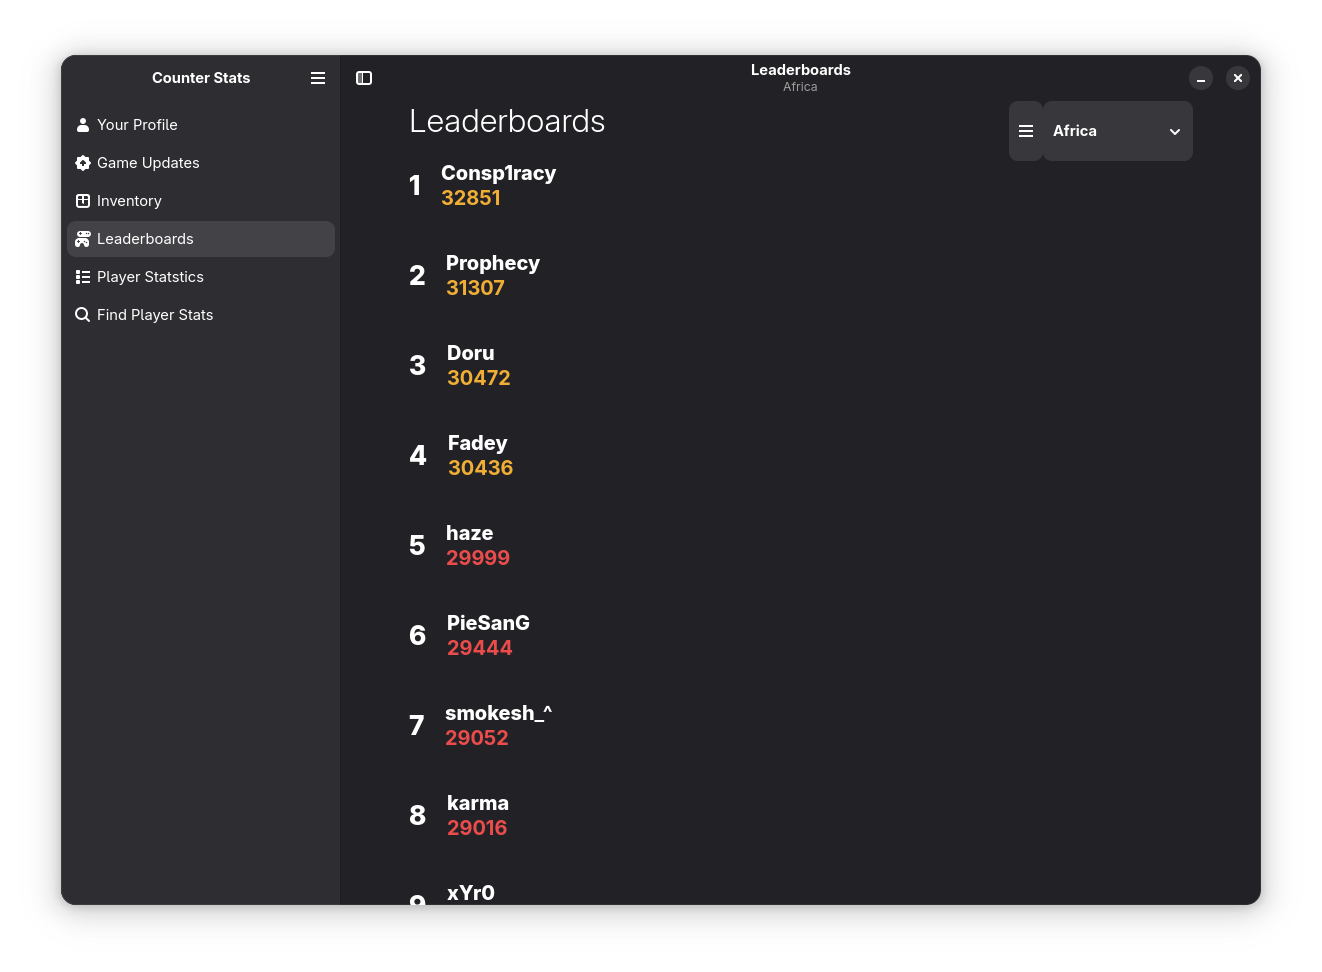 Counter Stats
Your Profile
Game Updates
Inventory
Leaderboards
Player Statstics
Find Player Stats
Leaderboards
Africa
Leaderboards
Africa
1
Consp1racy
32851
2
Prophecy
31307
3
Doru
30472
4
Fadey
30436
5
haze
29999
6
PieSanG
29444
7
smokesh_^
29052
8
karma
29016
9
xYr0